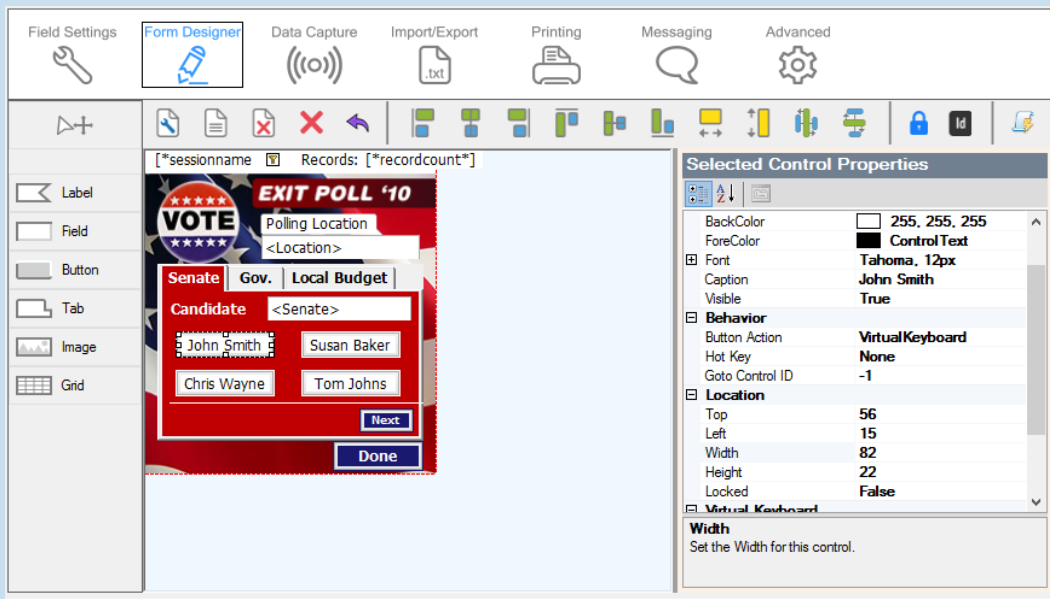 Field Settings
Form Designer
Data Capture
Import/Export
Printing
Messaging
Advanced
.txt
Id
Label
Field
Button
Tab
Image
Grid
[*sessionname
Records: [*recordcount*]
EXIT POLL ‘10
VOTE
Polling Location
<Location>
Senate
Gov.
Local Budget
Candidate
<Senate>
John Smith
Susan Baker
Chris Wayne
Tom Johns
Next
Done
Selected Control Properties
A
Z
BackColor 255, 255, 255
ForeColor ControlText
Font Tahoma, 12px
Caption John Smith
Visible True
Behavior
Button Action VirtualKeyboard
Hot Key None
Goto Control ID -1
Location
Top 56
Left 15
Width 82
Height 22
Locked False
Virtual Keyboard
Width
Set the Width for this control.